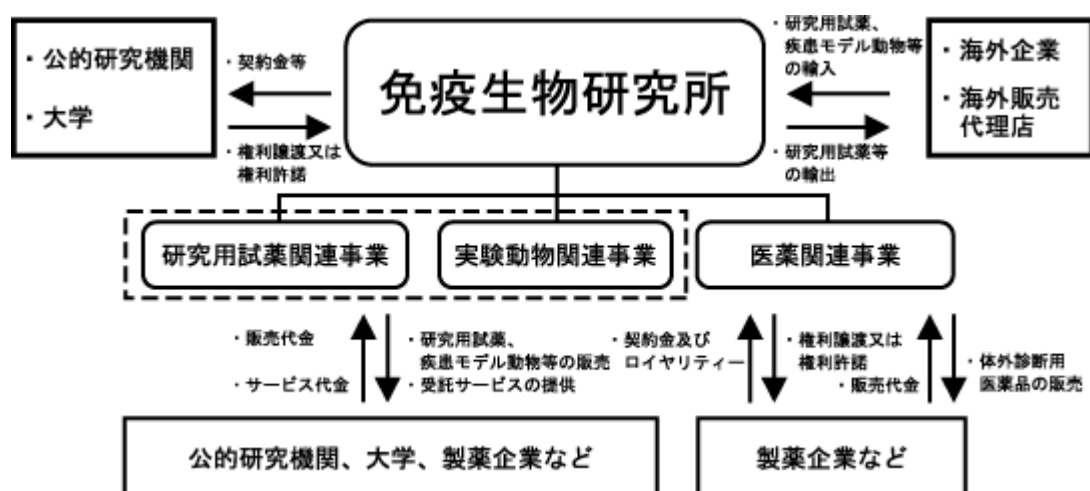 ・公的研究機関
・大学
・契約金等
・権利譲渡又は
権利許諾
免疫生物研究所
・研究用試薬、
疾患モデル動物等
の輸入
・研究用試薬等
の輸出
・海外企業
・海外販売
代理店
研究用試薬関連事業
実験動物関連事業
医薬関連事業
・販売代金
・サービス代金
・研究用試薬、
疾患モデル動物等の販売
・受託サービスの提供
・契約金及び
ロイヤリティー
・権利譲渡又は
権利許諾
・販売代金
・体外診断用
医薬品の販売
公的研究機関、大学、製薬企業など
製薬企業など